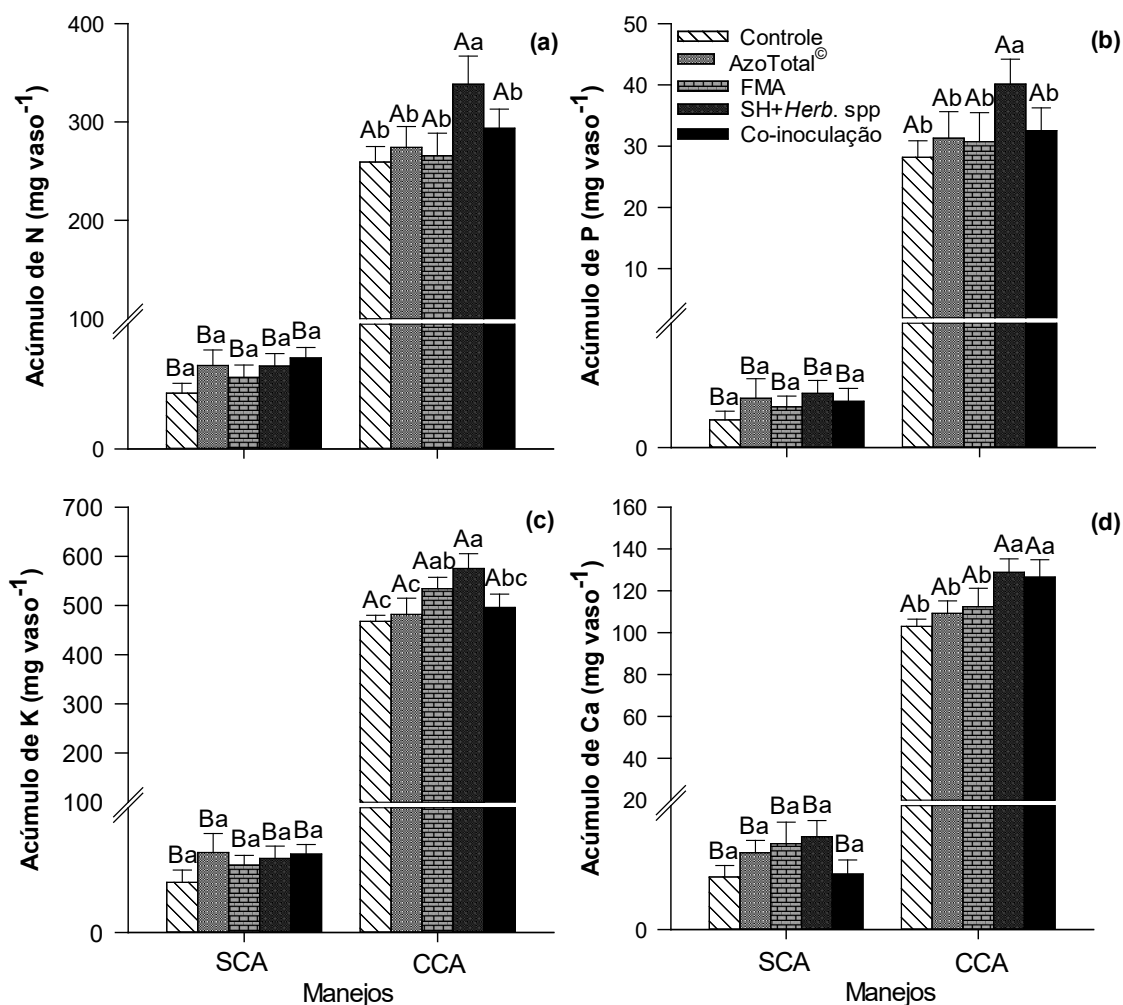 Acúmulo de N (mg vaso⁻¹)
400
300
200
300
100
0
(a)
Ba Ba Ba Ba Ba
Ab Ab Ab Aa Ab
Acúmulo de P (mg vaso⁻¹)
50
40
30
20
10
0
(b)
Controle
AzoTotal©
FMA
SH+Herb. spp
Co-inoculação
Ba Ba Ba Ba Ba
Ab Ab Ab Aa Ab
Acúmulo de K (mg vaso⁻¹)
700
600
500
400
300
200
100
0
(c)
Ba Ba Ba Ba Ba
Ac Ac Aab Aa Abc
SCA CCA
Manejos
Acúmulo de Ca (mg vaso⁻¹)
160
140
120
100
80
60
40
20
0
(d)
Ba Ba Ba Ba Ba
Ab Ab Ab Aa Aa
SCA CCA
Manejos